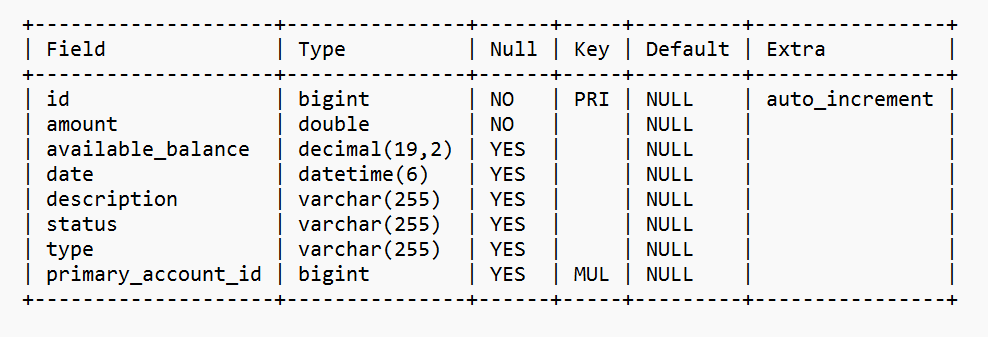 +--------------------+---------------+------+-----+---------+----------------+
| Field              | Type          | Null | Key | Default | Extra          |
+--------------------+---------------+------+-----+---------+----------------+
| id                 | bigint        | NO   | PRI | NULL    | auto_increment |
| amount             | double        | NO   |     | NULL    |                |
| available_balance  | decimal(19,2) | YES  |     | NULL    |                |
| date               | datetime(6)   | YES  |     | NULL    |                |
| description        | varchar(255)  | YES  |     | NULL    |                |
| status             | varchar(255)  | YES  |     | NULL    |                |
| type               | varchar(255)  | YES  |     | NULL    |                |
| primary_account_id | bigint        | YES  | MUL | NULL    |                |
+--------------------+---------------+------+-----+---------+----------------+